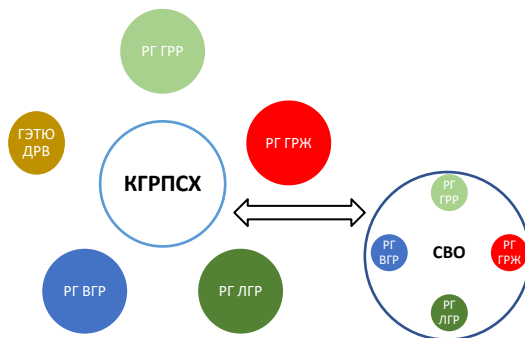 РГ ГРР
ГЭТЮ
ДРВ
РГ ГРЖ
КГРПСХ
РГ ВГР
РГ ЛГР
РГ
ГРР
РГ
ВГР
СВО
РГ
ГРЖ
РГ
ЛГР